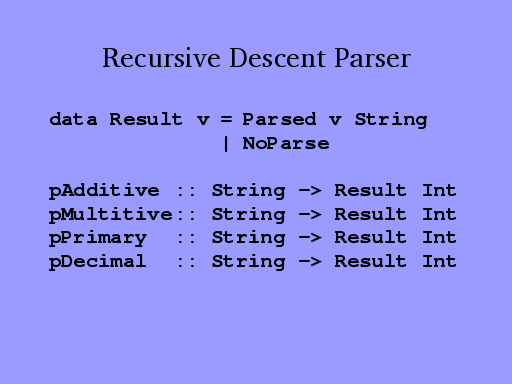 Recursive Descent Parser
data Result v = Parsed v String
| NoParse
pAdditive :: String -> Result Int
pMultitive:: String -> Result Int
pPrimary :: String -> Result Int
pDecimal :: String -> Result Int